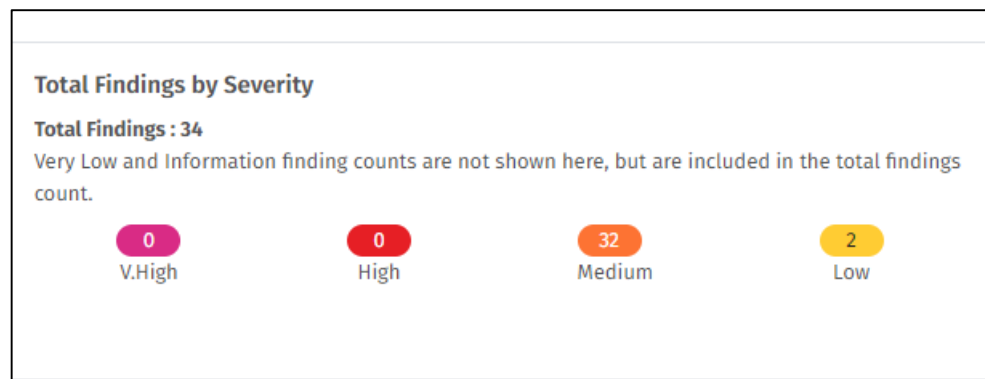 Total Findings by Severity
Total Findings : 34
Very Low and Information finding counts are not shown here, but are included in the total findings
count.
0 0 32 2
V.High High Medium Low